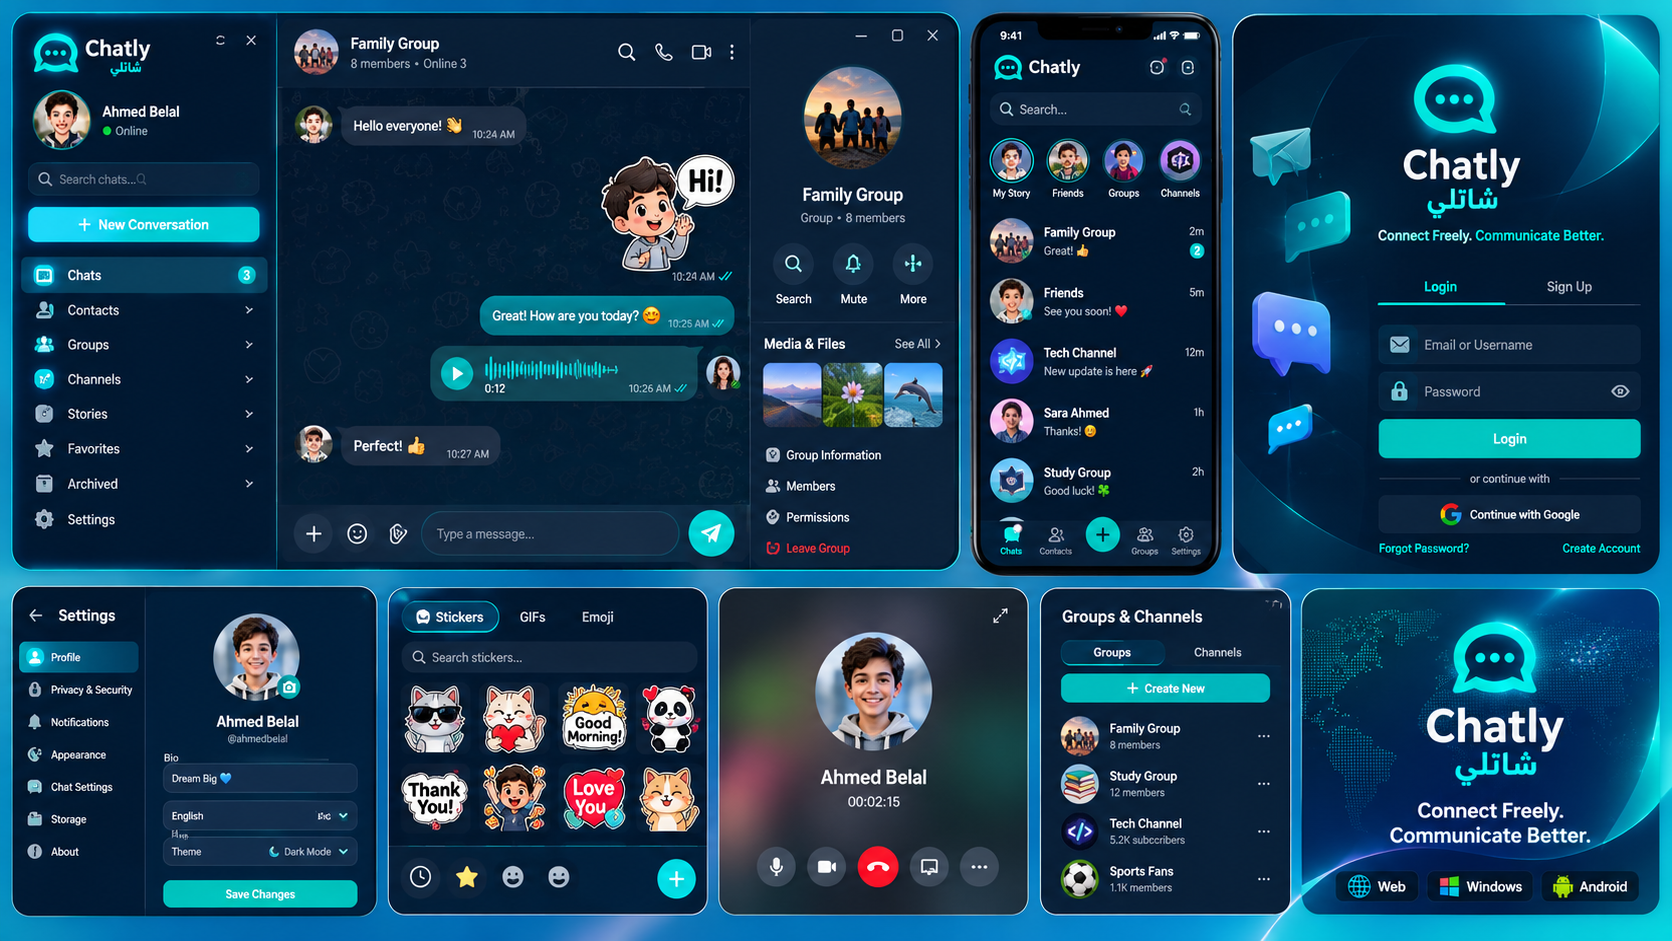 Chatly
شاتلي
Ahmed Belal
Online
Search chats...
+ New Conversation
Chats
3
Contacts
Groups
Channels
Stories
Favorites
Archived
Settings
Family Group
8 members • Online 3
Hello everyone! 👋
10:24 AM
Hi!
10:24 AM
Great! How are you today? 😊
10:25 AM
0:12
10:26 AM
Perfect! 👍
10:27 AM
Type a message...
Family Group
Group • 8 members
Search
Mute
More
Media & Files
See All >
Group Information
Members
Permissions
Leave Group
9:41
Chatly
Search...
My Story
Friends
Groups
Channels
Family Group
2m
Great! 👍
2
Friends
5m
See you soon! ❤️
Tech Channel
12m
New update is here 🚀
Sara Ahmed
1h
Thanks! 😊
Study Group
2h
Good luck! 🍀
Chats
Contacts
Groups
Settings
Chatly
شاتلي
Connect Freely. Communicate Better.
Login
Sign Up
Email or Username
Password
Login
or continue with
Continue with Google
Forgot Password?
Create Account
Settings
Profile
Privacy & Security
Notifications
Appearance
Chat Settings
Storage
About
Ahmed Belal
@ahmedbelal
Bio
Dream Big 💙
English
Theme
Dark Mode
Save Changes
Stickers
GIFs
Emoji
Search stickers...
Good
Morning!
Thank
You!
Love
You
Ahmed Belal
00:02:15
Groups & Channels
Groups
Channels
+ Create New
Family Group
8 members
Study Group
12 members
Tech Channel
5.2K subccribers
Sports Fans
1.1K members
Chatly
شاتلي
Connect Freely.
Communicate Better.
Web
Windows
Android